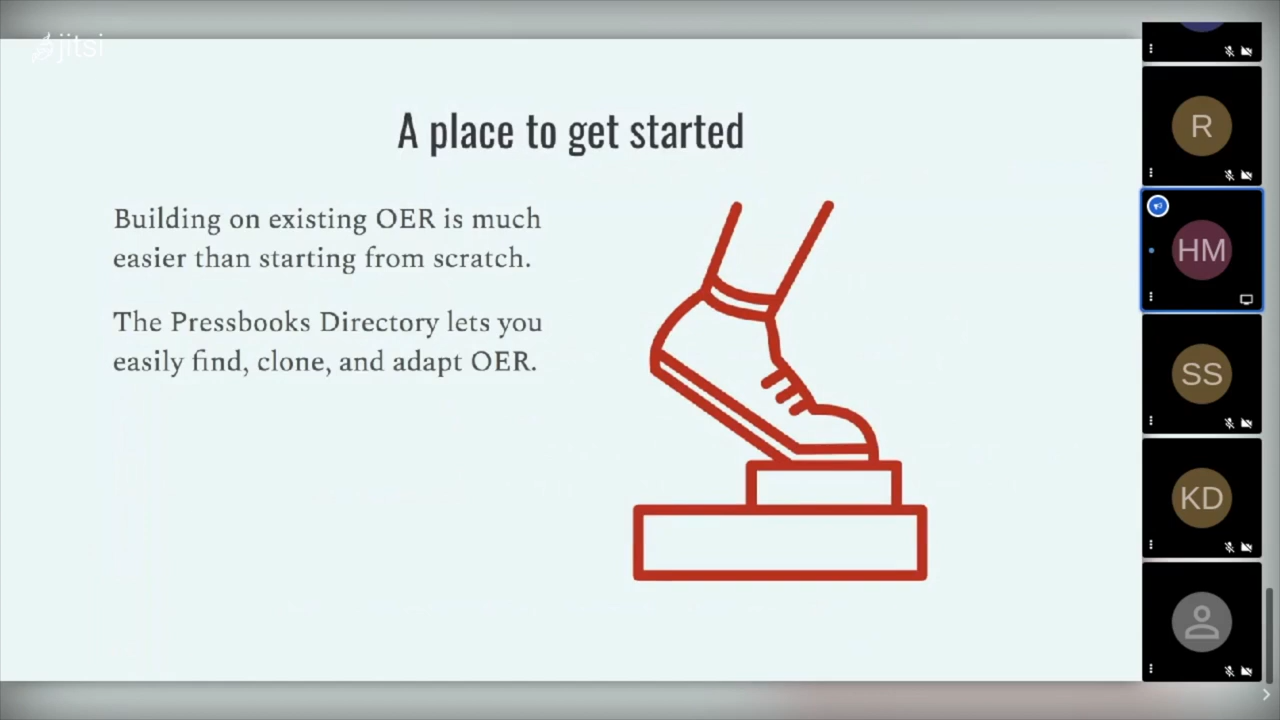 jitsi
A place to get started
Building on existing OER is much
easier than starting from scratch.
The Pressbooks Directory lets you
easily find, clone, and adapt OER.
R
HM
SS
KD